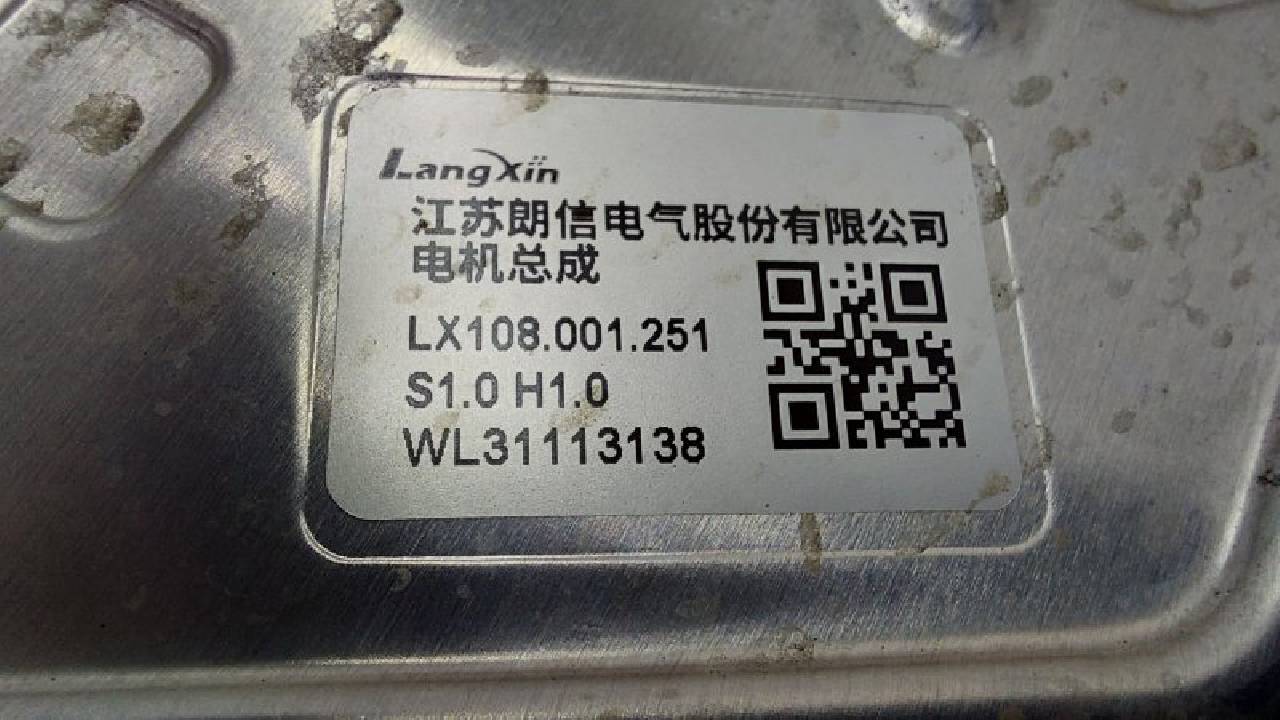 LangXin
江苏朗信电气股份有限公司
电机总成
LX108.001.251
S1.0 H1.0
WL31113138